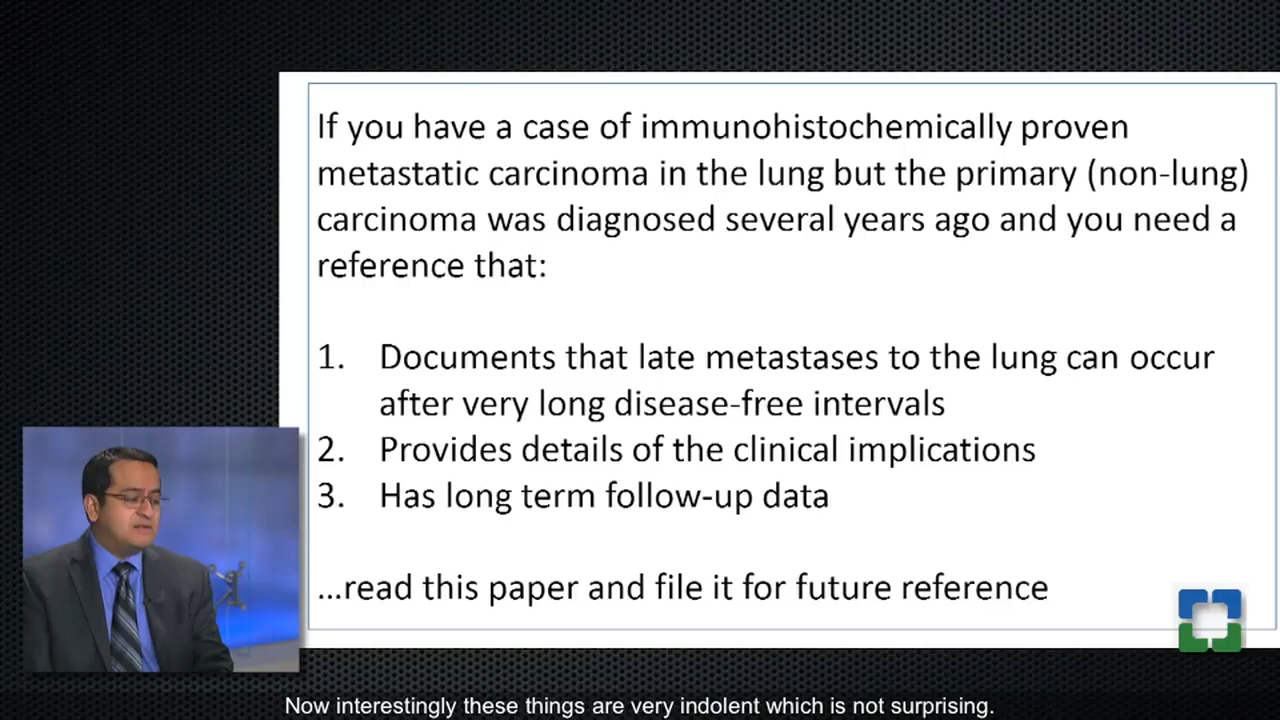 If you have a case of immunohistochemically proven
metastatic carcinoma in the lung but the primary (non-lung)
carcinoma was diagnosed several years ago and you need a
reference that:
1. Documents that late metastases to the lung can occur
after very long disease-free intervals
2. Provides details of the clinical implications
3. Has long term follow-up data
...read this paper and file it for future reference
Now interestingly these things are very indolent which is not surprising.